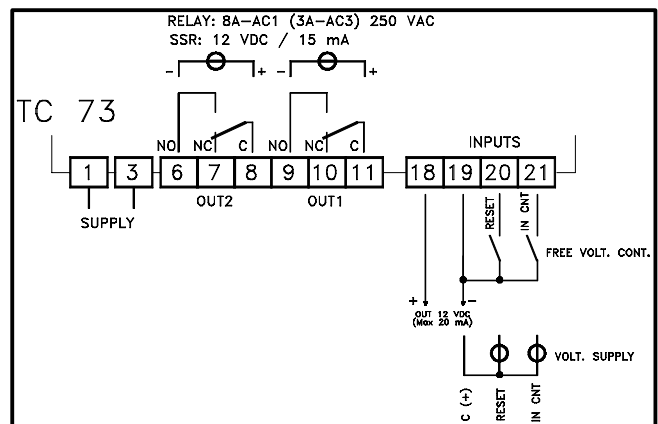 RELAY: 8A-AC1 (3A-AC3) 250 VAC
SSR: 12 VDC / 15 mA
- + - +
TC 73
NO NC C NO NC C
INPUTS
1 3 6 7 8 9 10 11 18 19 20 21
SUPPLY
OUT2 OUT1
RESET
IN CNT
FREE VOLT. CONT.
+ -
OUT 12 VDC
(Max 20 mA)
VOLT. SUPPLY
C (+)
RESET
IN CNT